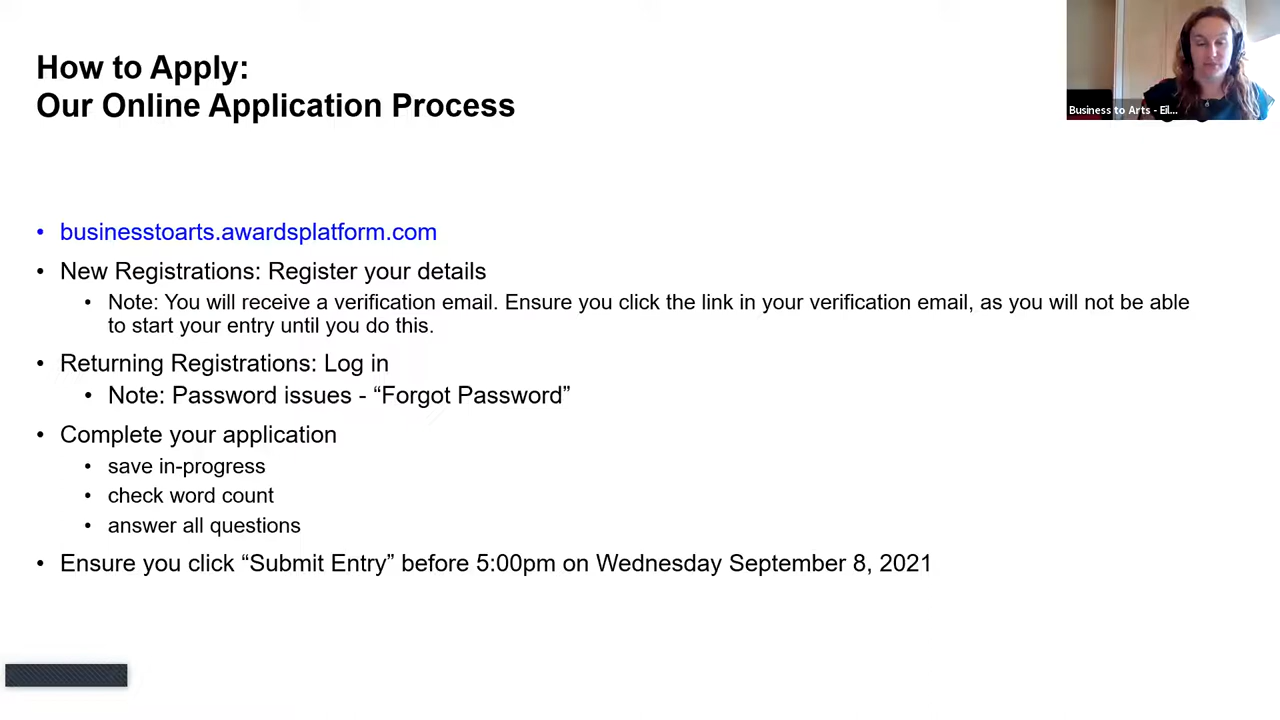 How to Apply:
Our Online Application Process
Business to Arts - Eil...
• businesstoarts.awardsplatform.com
• New Registrations: Register your details
• Note: You will receive a verification email. Ensure you click the link in your verification email, as you will not be able
to start your entry until you do this.
• Returning Registrations: Log in
• Note: Password issues - “Forgot Password”
• Complete your application
• save in-progress
• check word count
• answer all questions
• Ensure you click “Submit Entry” before 5:00pm on Wednesday September 8, 2021